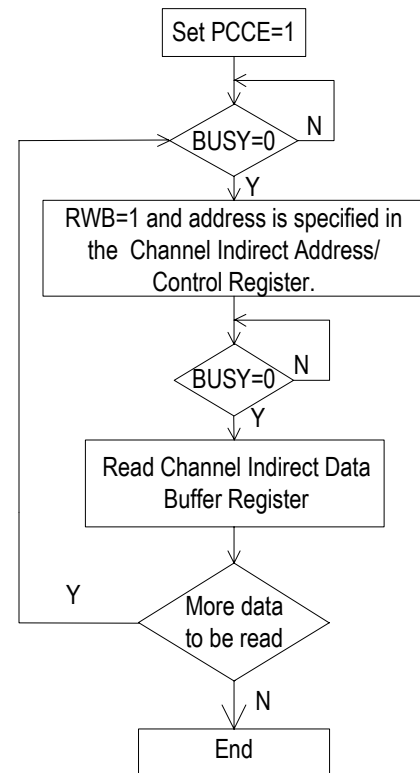 Set PCCE=1
BUSY=0
N
Y
RWB=1 and address is specified in
the Channel Indirect Address/
Control Register.
BUSY=0
N
Y
Read Channel Indirect Data
Buffer Register
Y
More data
to be read
N
End